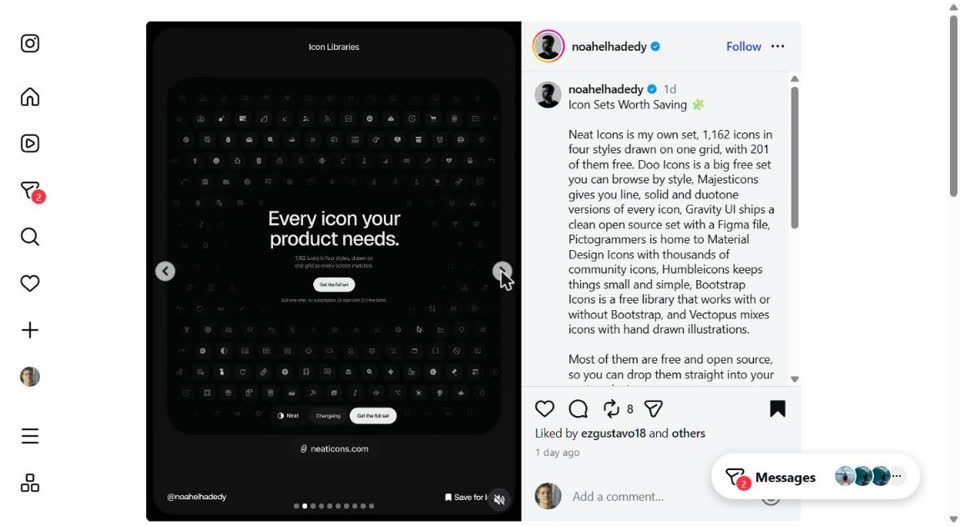 Icon Libraries
Every icon your
product needs.
1,162 icons in four styles, drawn on
one grid so every screen matches.
Get the full set
Neat
Changelog
Get the full set
neaticons.com
@noahelhadedy
Save for
noahelhadedy
Follow
noahelhadedy 1d
Icon Sets Worth Saving
Neat Icons is my own set, 1,162 icons in
four styles drawn on one grid, with 201
of them free. Doo Icons is a big free set
you can browse by style, Majesticons
gives you line, solid and duotone
versions of every icon, Gravity UI ships a
clean open source set with a Figma file,
Pictogrammers is home to Material
Design Icons with thousands of
community icons, Humbleicons keeps
things small and simple, Bootstrap
Icons is a free library that works with or
without Bootstrap, and Vectopus mixes
icons with hand drawn illustrations.
Most of them are free and open source,
so you can drop them straight into your
8
Liked by ezgustavo18 and others
1 day ago
Add a comment...
2
Messages
2